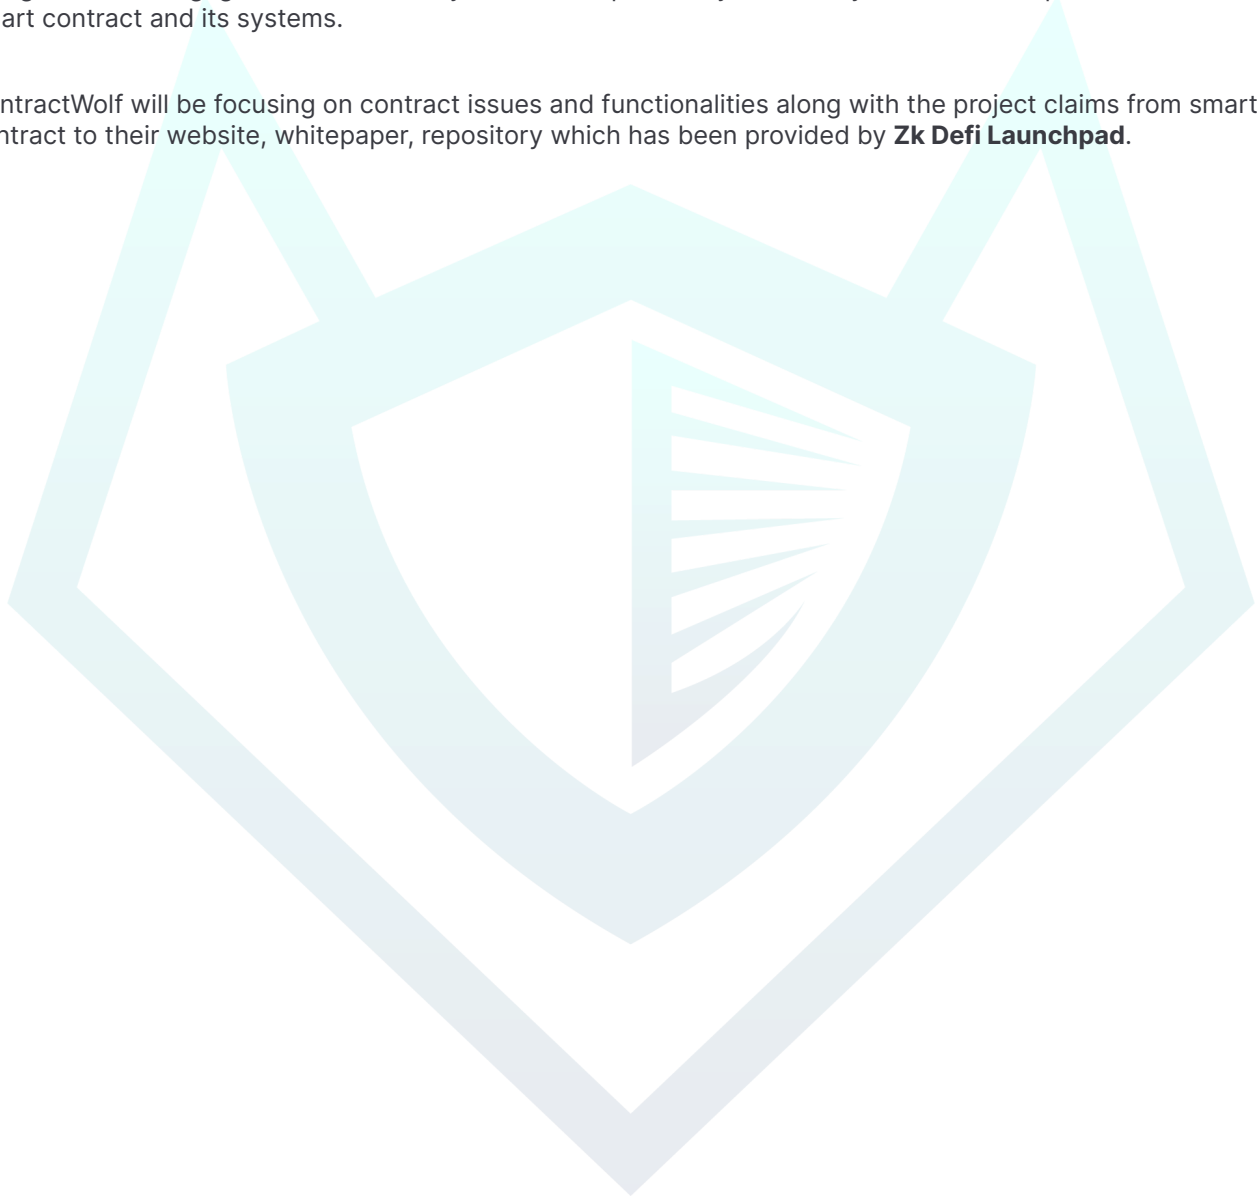 art contract and its systems.
ntractWolf will be focusing on contract issues and functionalities along with the project claims from smart
ntract to their website, whitepaper, repository which has been provided by Zk Defi Launchpad.